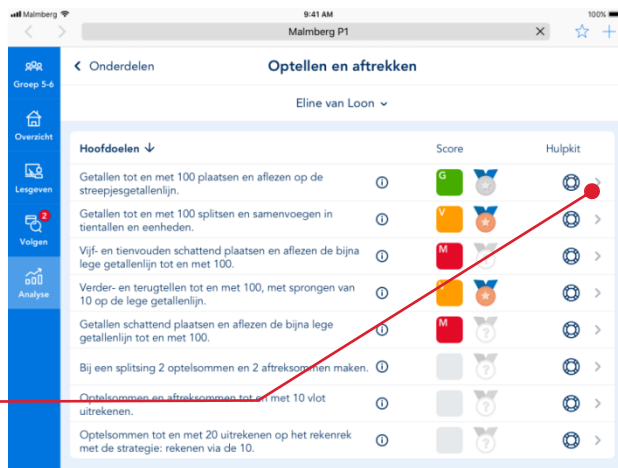 Malmberg 9:41 AM 100%
Malmberg P1
Groep 5-6
Overzicht
Lesgeven
2
Volgen
Analyse
Onderdelen Optellen en aftrekken
Eline van Loon
Hoofdoelen Score Hulpkit
Getallen tot en met 100 plaatsen en aflezen op de
streepjesgetallenlijn.
G
Getallen tot en met 100 splitsen en samenvoegen in
tientallen en eenheden.
V
Vijf- en tienvouden schattend plaatsen en aflezen de bijna
lege getallenlijn tot en met 100.
M
Verder- en terugtellen tot en met 100, met sprongen van
10 op de lege getallenlijn.
Getallen schattend plaatsen en aflezen de bijna lege
getallenlijn tot en met 100.
M ?
Bij een splitsing 2 optelsommen en 2 aftreksommen maken.
?
Optelsommen en aftreksommen tot en met 10 vlot
uitrekenen.
?
Optelsommen tot en met 20 uitrekenen op het rekenrek
met de strategie: rekenen via de 10.
?